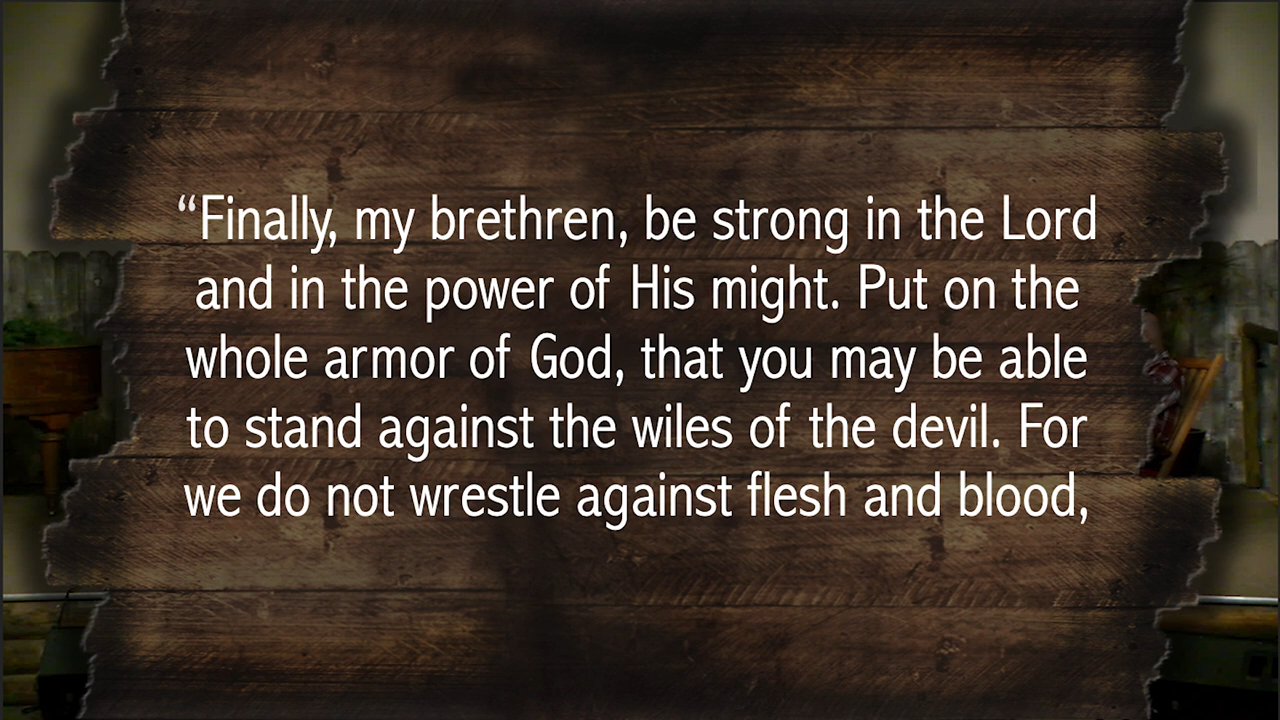 “Finally, my brethren, be strong in the Lord
and in the power of His might. Put on the
whole armor of God, that you may be able
to stand against the wiles of the devil. For
we do not wrestle against flesh and blood,